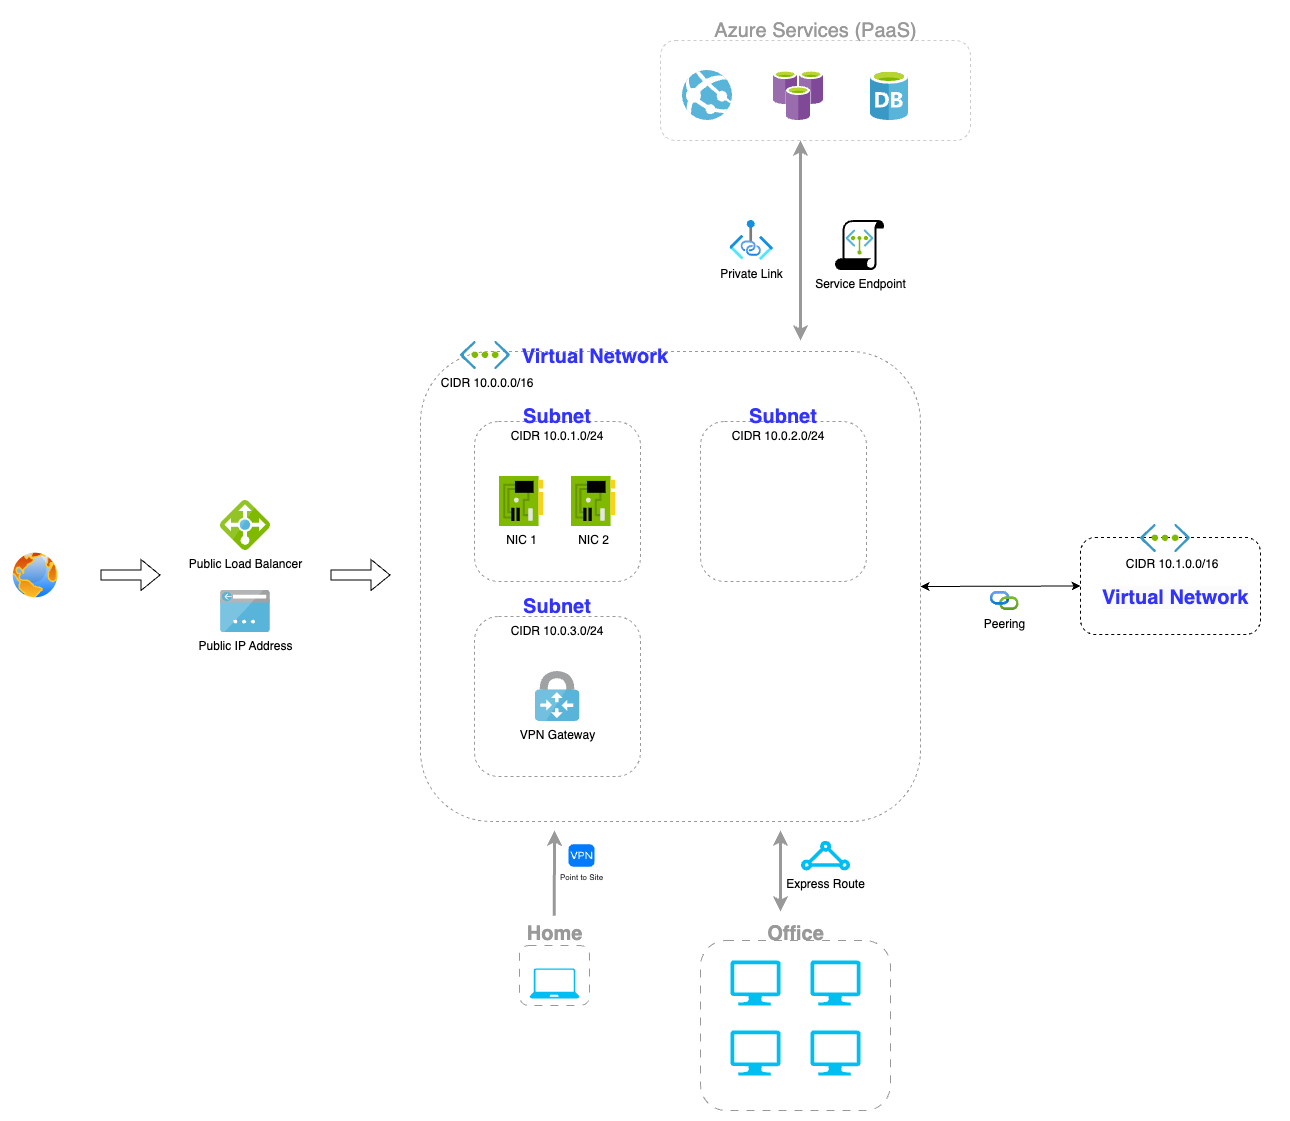 Azure Services (PaaS)
DB
Private Link
Service Endpoint
Virtual Network
CIDR 10.0.0.0/16
Subnet
CIDR 10.0.1.0/24
NIC 1
NIC 2
Subnet
CIDR 10.0.2.0/24
Public Load Balancer
Public IP Address
Subnet
CIDR 10.0.3.0/24
VPN Gateway
Peering
CIDR 10.1.0.0/16
Virtual Network
VPN
Point to Site
Express Route
Home
Office